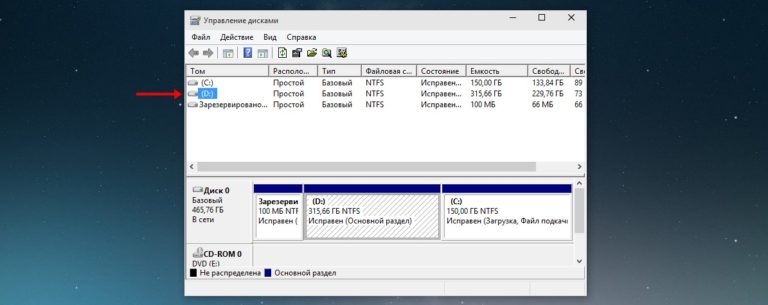 Управление дисками
Файл Действие Вид Справка
Том Располо... Тип Файловая с... Состояние Емкость Свобод... Св
(C:) Простой Базовый NTFS Исправен... 150,00 ГБ 133,84 ГБ 89
(D:) Простой Базовый NTFS Исправен... 315,66 ГБ 229,76 ГБ 73
Зарезервировано... Простой Базовый NTFS Исправен... 100 МБ 66 МБ 66
Диск 0
Базовый
465,76 ГБ
В сети
Зарезерви
100 МБ NTF
Исправен (
(D:)
315,66 ГБ NTFS
Исправен (Основной раздел)
(C:)
150,00 ГБ NTFS
Исправен (Загрузка, Файл подкач
CD-ROM 0
DVD (E:)
Не распределена Основной раздел